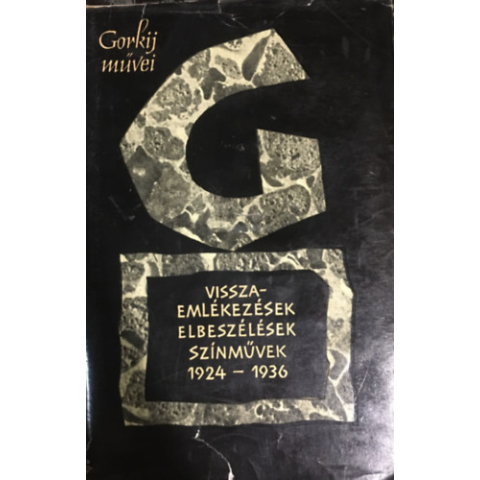 Gorkij
művei
G
VISSZA-
EMLÉKEZÉSEK
ELBESZÉLÉSEK
SZÍNMŰVEK
1924 – 1936